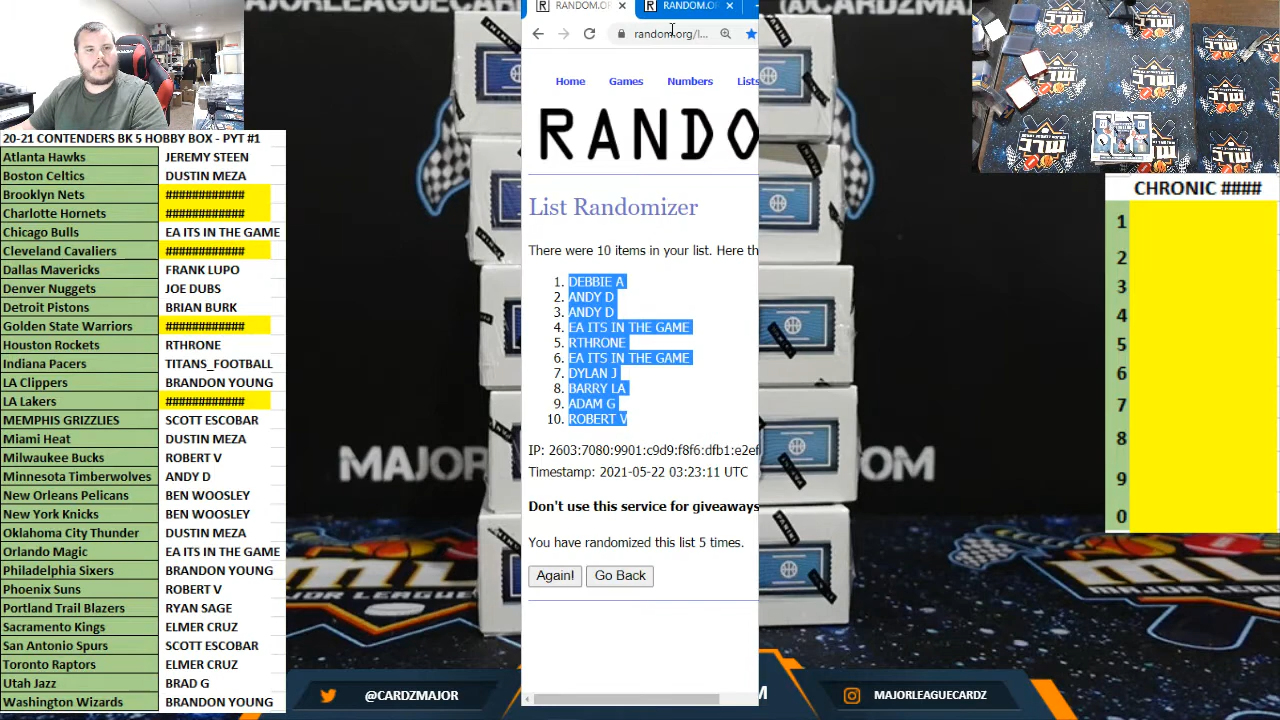 20-21 CONTENDERS BK 5 HOBBY BOX - PYT #1
Atlanta Hawks JEREMY STEEN
Boston Celtics DUSTIN MEZA
Brooklyn Nets ############
Charlotte Hornets ############
Chicago Bulls EA ITS IN THE GAME
Cleveland Cavaliers ############
Dallas Mavericks FRANK LUPO
Denver Nuggets JOE DUBS
Detroit Pistons BRIAN BURK
Golden State Warriors ############
Houston Rockets RTHRONE
Indiana Pacers TITANS_FOOTBALL
LA Clippers BRANDON YOUNG
LA Lakers ############
MEMPHIS GRIZZLIES SCOTT ESCOBAR
Miami Heat DUSTIN MEZA
Milwaukee Bucks ROBERT V
Minnesota Timberwolves ANDY D
New Orleans Pelicans BEN WOOSLEY
New York Knicks BEN WOOSLEY
Oklahoma City Thunder DUSTIN MEZA
Orlando Magic EA ITS IN THE GAME
Philadelphia Sixers BRANDON YOUNG
Phoenix Suns ROBERT V
Portland Trail Blazers RYAN SAGE
Sacramento Kings ELMER CRUZ
San Antonio Spurs SCOTT ESCOBAR
Toronto Raptors ELMER CRUZ
Utah Jazz BRAD G
Washington Wizards BRANDON YOUNG
RANDOM.OF RANDOM.OF
random.org/l...
Home Games Numbers Lists
RANDO
List Randomizer
There were 10 items in your list. Here th
1. DEBBIE A
2. ANDY D
3. ANDY D
4. EA ITS IN THE GAME
5. RTHRONE
6. EA ITS IN THE GAME
7. DYLAN J
8. BARRY LA
9. ADAM G
10. ROBERT V
IP: 2603:7080:9901:c9d9:f8f6:dfb1:e2ef
Timestamp: 2021-05-22 03:23:11 UTC
Don't use this service for giveaways
You have randomized this list 5 times.
Again! Go Back
CHRONIC ####
1
2
3
4
5
6
7
8
9
0
@CARDZMAJOR
MAJORLEAGUECARDZ